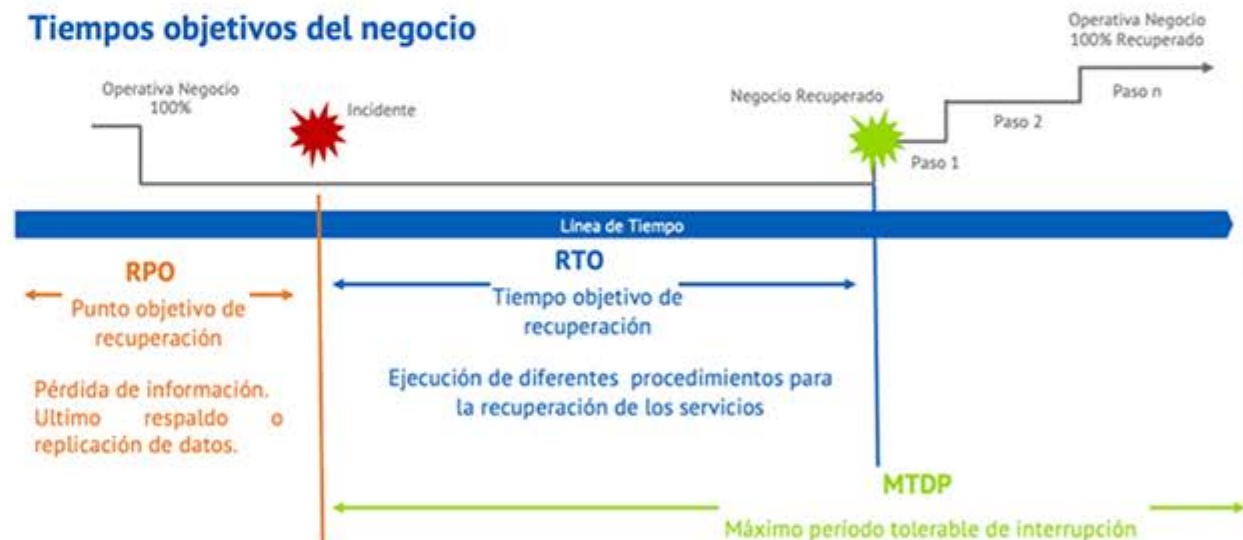 Tiempos objetivos del negocio
Operativa Negocio
100%
Incidente
Negocio Recuperado
Operativa Negocio
100% Recuperado
Paso 1
Paso 2
Paso n
Línea de Tiempo
RPO
Punto objetivo de
recuperación
Pérdida de información.
Ultimo respaldo o
replicación de datos.
RTO
Tiempo objetivo de
recuperación
Ejecución de diferentes procedimientos para
la recuperación de los servicios
MTDP
Máximo período tolerable de interrupción